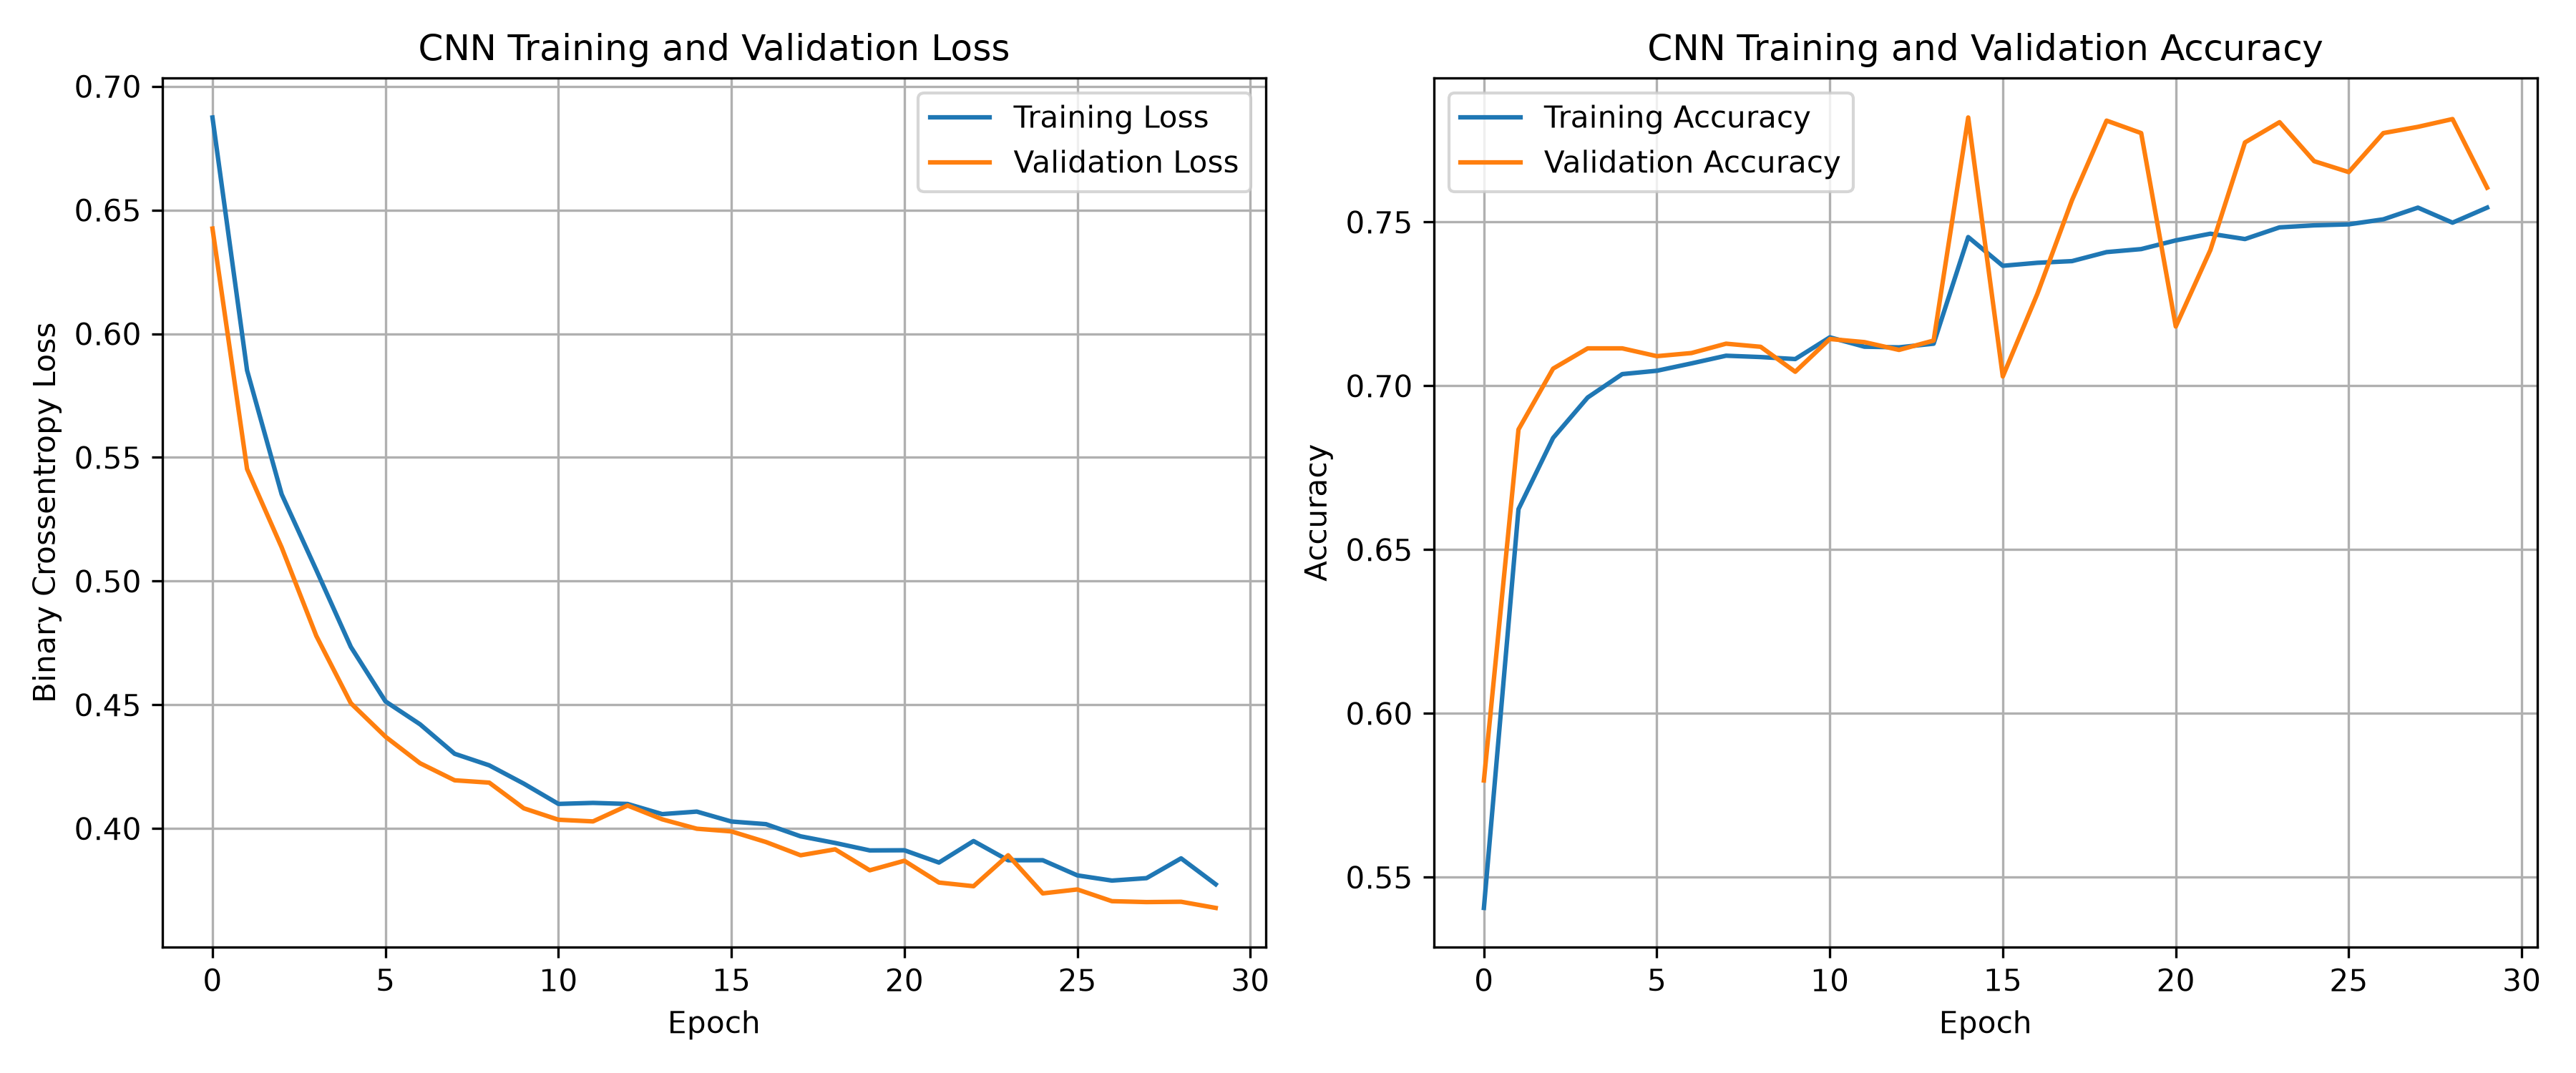 CNN Training and Validation Loss
Binary Crossentropy Loss
0.70
0.65
0.60
0.55
0.50
0.45
0.40
Training Loss
Validation Loss
0 5 10 15 20 25 30
Epoch
CNN Training and Validation Accuracy
Accuracy
0.75
0.70
0.65
0.60
0.55
Training Accuracy
Validation Accuracy
0 5 10 15 20 25 30
Epoch